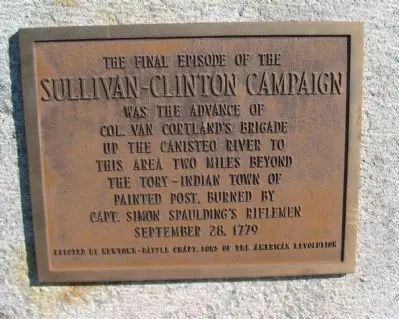 THE FINAL EPISODE OF THE
SULLIVAN-CLINTON CAMPAIGN
WAS THE ADVANCE OF
COL. VAN CORTLAND'S BRIGADE
UP THE CANISTEO RIVER TO
THIS AREA TWO MILES BEYOND
THE TORY-INDIAN TOWN OF
PAINTED POST, BURNED BY
CAPT. SIMON SPAULDING'S RIFLEMEN
SEPTEMBER 28, 1779
ERECTED BY NEWTOWN-BATTLE CHAPT. SONS OF THE AMERICAN REVOLUTION